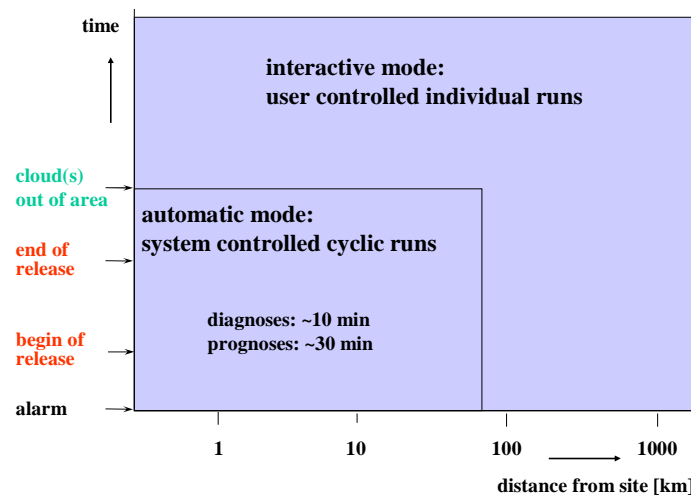 time
interactive mode:
user controlled individual runs
cloud(s)
out of area
automatic mode:
system controlled cyclic runs
end of
release
diagnoses: ~10 min
prognoses: ~30 min
begin of
release
alarm
1 10 100 1000
distance from site [km]